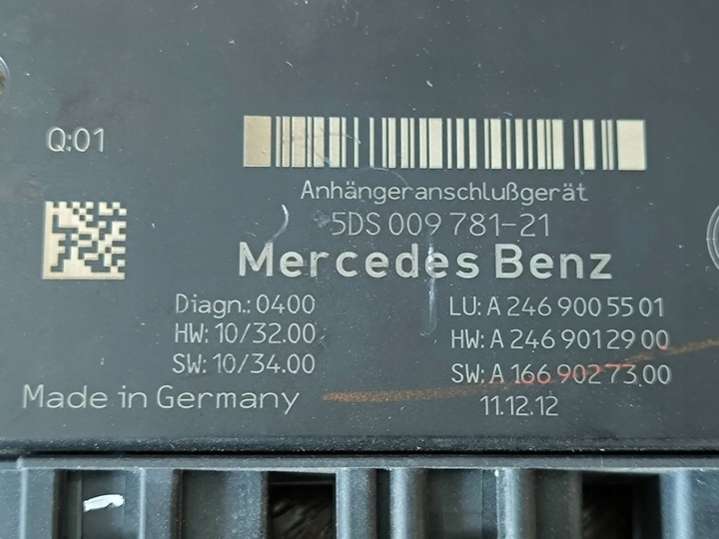 Q:01
Anhängeranschlußgerät
5DS 009 781-21
Mercedes Benz
Diagn.: 0400 LU: A 246 900 55 01
HW: 10/32.00 HW: A 246 901 29 00
SW: 10/34.00 SW: A 166 902 73 00
Made in Germany 11.12.12